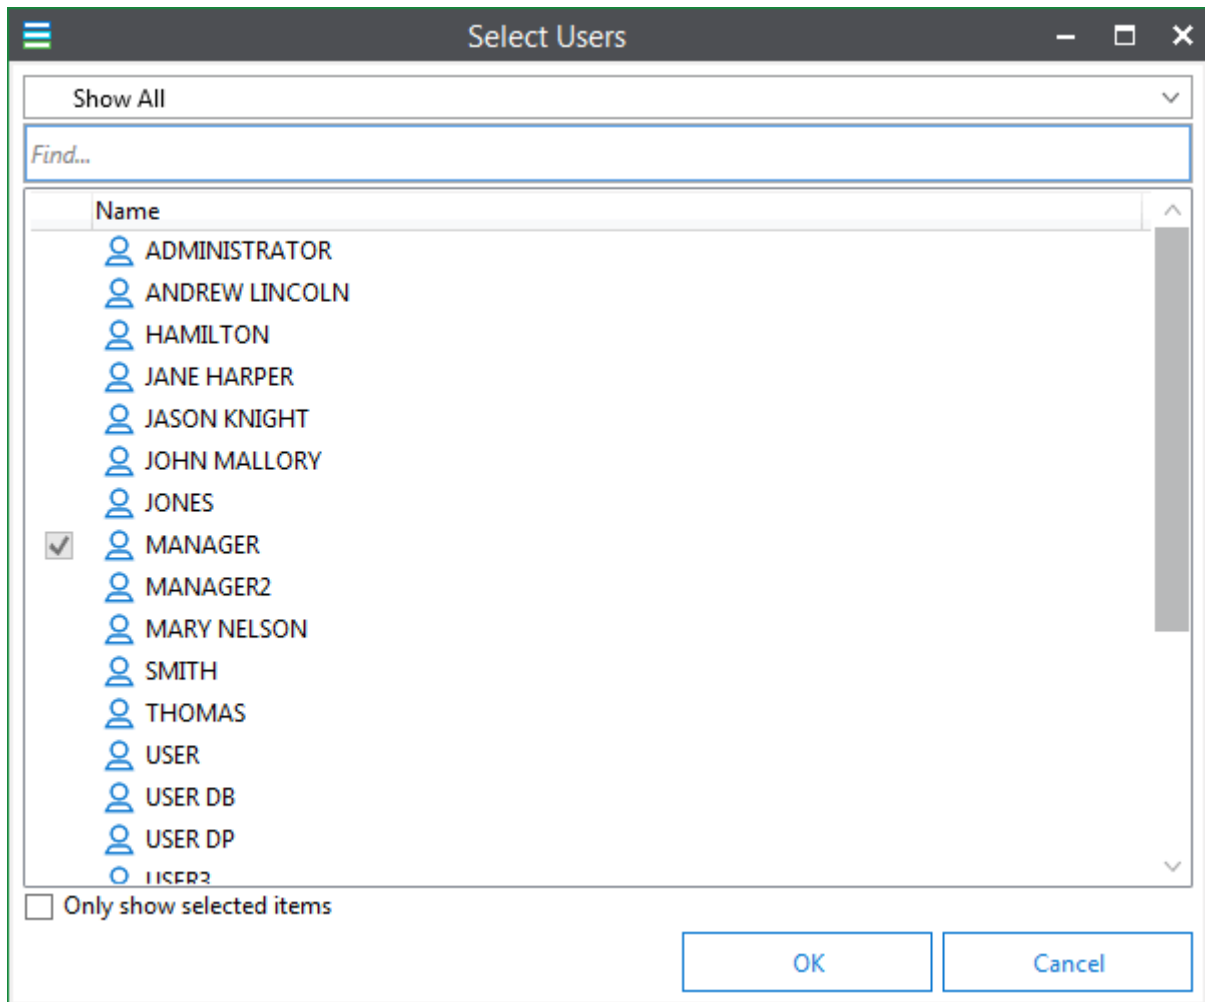 Select Users
Show All
Find...
Name
ADMINISTRATOR
ANDREW LINCOLN
HAMILTON
JANE HARPER
JASON KNIGHT
JOHN MALLORY
JONES
MANAGER
MANAGER2
MARY NELSON
SMITH
THOMAS
USER
USER DB
USER DP
USER3
Only show selected items
OK Cancel